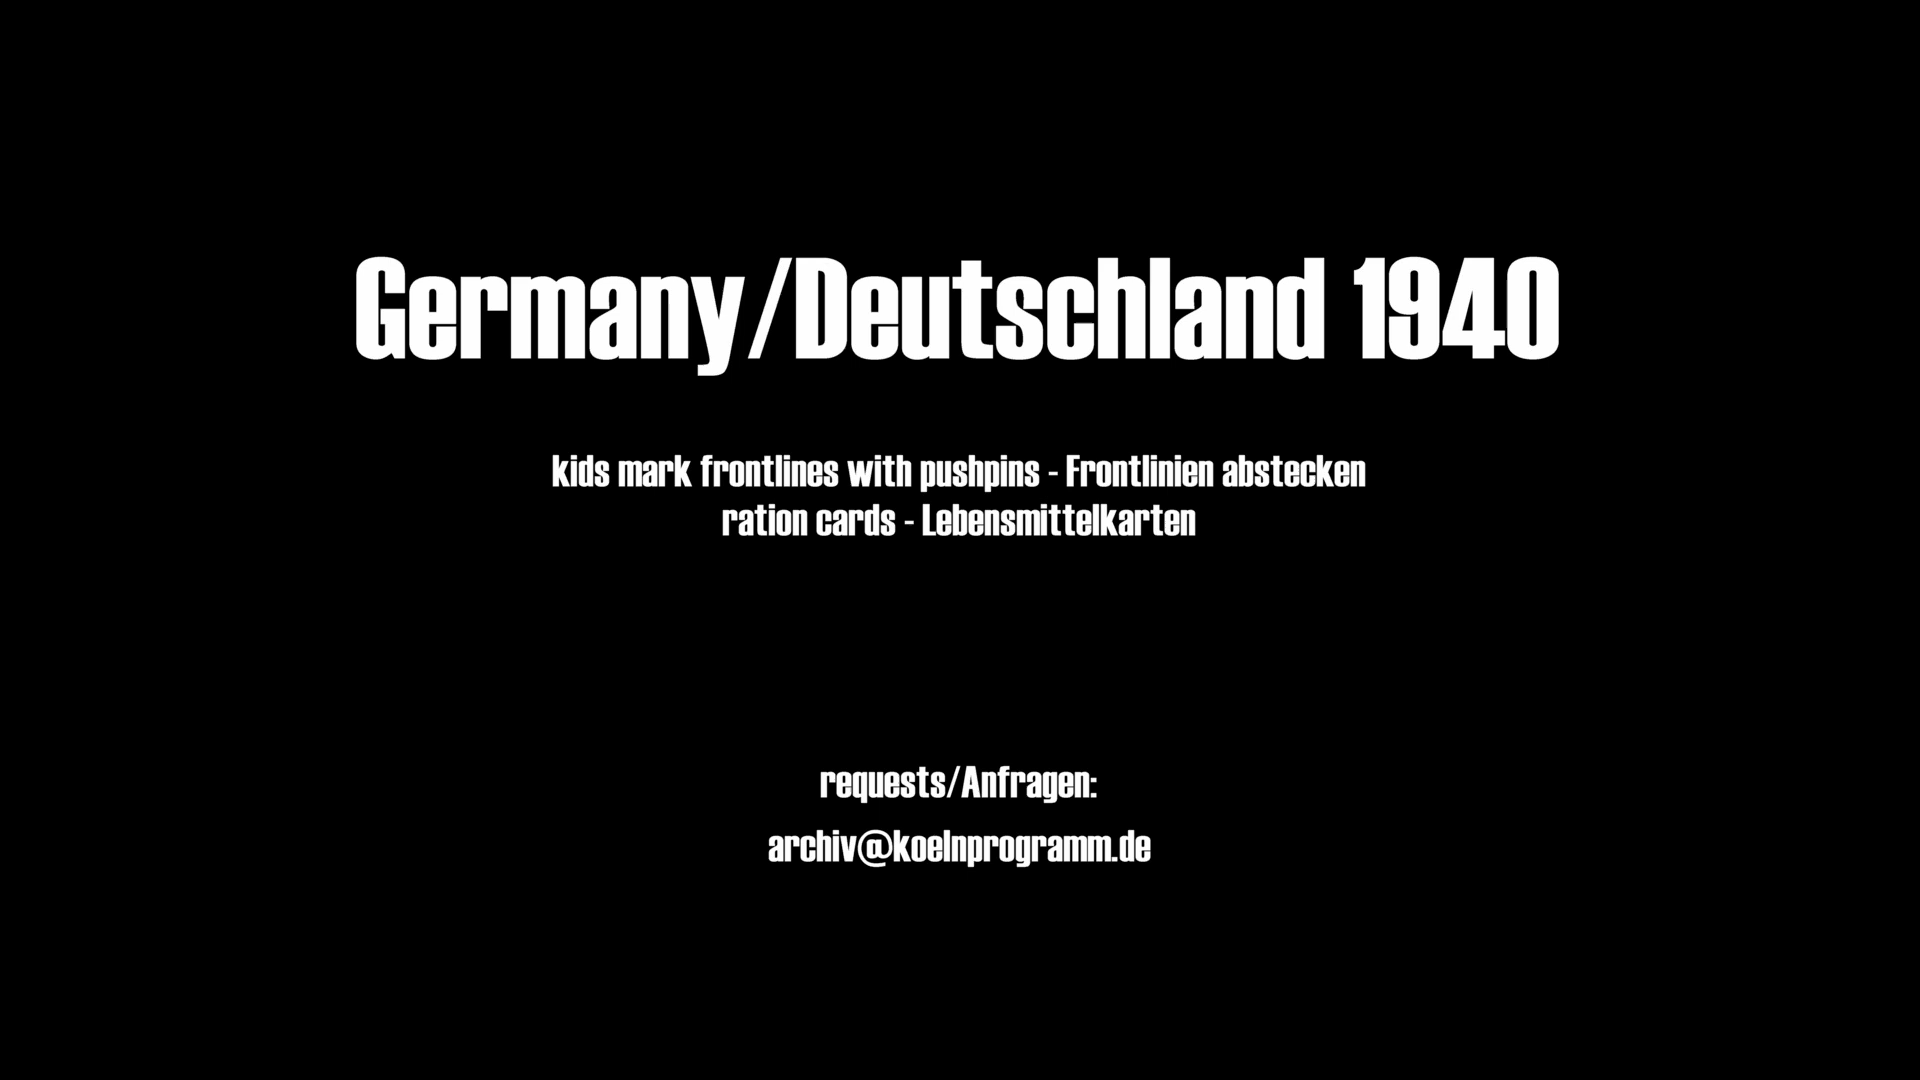 Germany/Deutschland 1940
kids mark frontlines with pushpins - Frontlinien abstecken
ration cards - Lebensmittelkarten
requests/Anfragen:
archiv@koelnprogramm.de